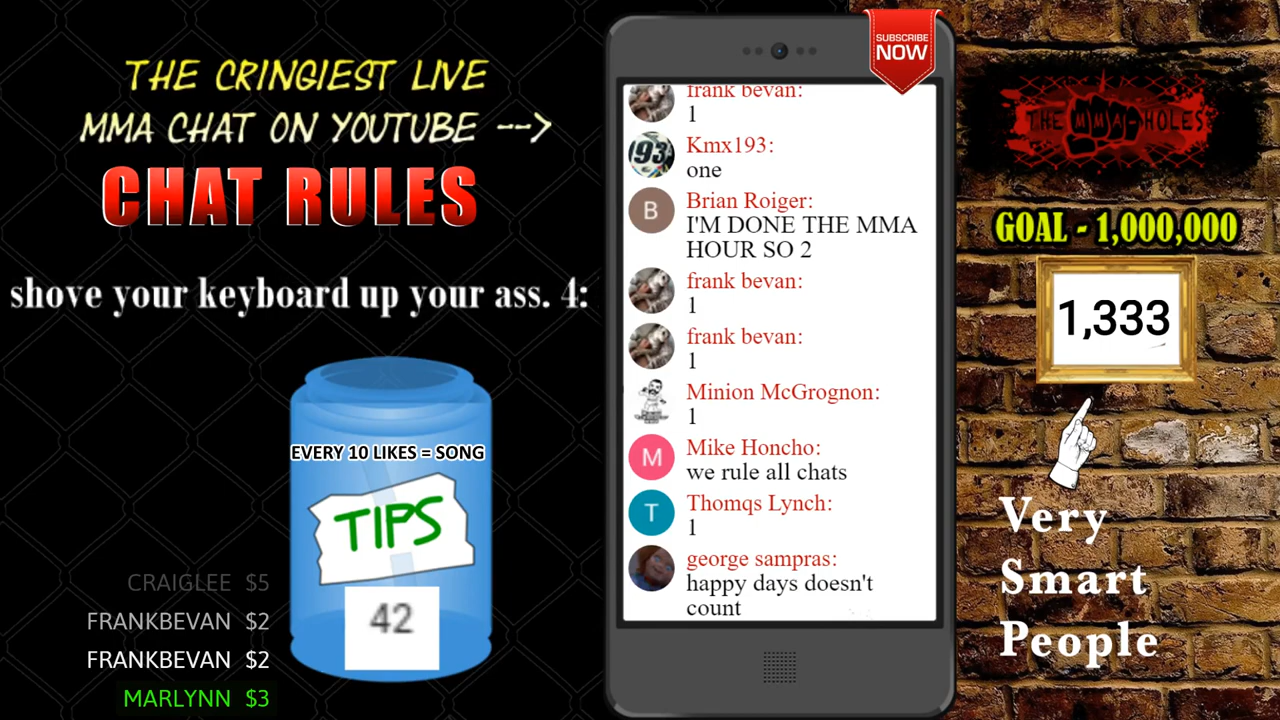 THE CRINGIEST LIVE
MMA CHAT ON YOUTUBE -->
CHAT RULES
shove your keyboard up your ass. 4:
EVERY 10 LIKES = SONG
TIPS
42
CRAIGLEE $5
FRANKBEVAN $2
FRANKBEVAN $2
MARLYNN $3
SUBSCRIBE
NOW
frank bevan:
1
93
Kmx193:
one
B
Brian Roiger:
I'M DONE THE MMA
HOUR SO 2
frank bevan:
1
frank bevan:
1
Minion McGrognon:
1
M
Mike Honcho:
we rule all chats
T
Thomqs Lynch:
1
george sampras:
happy days doesn't
count
THE MMA-HOLES
GOAL - 1,000,000
1,333
Very
Smart
People